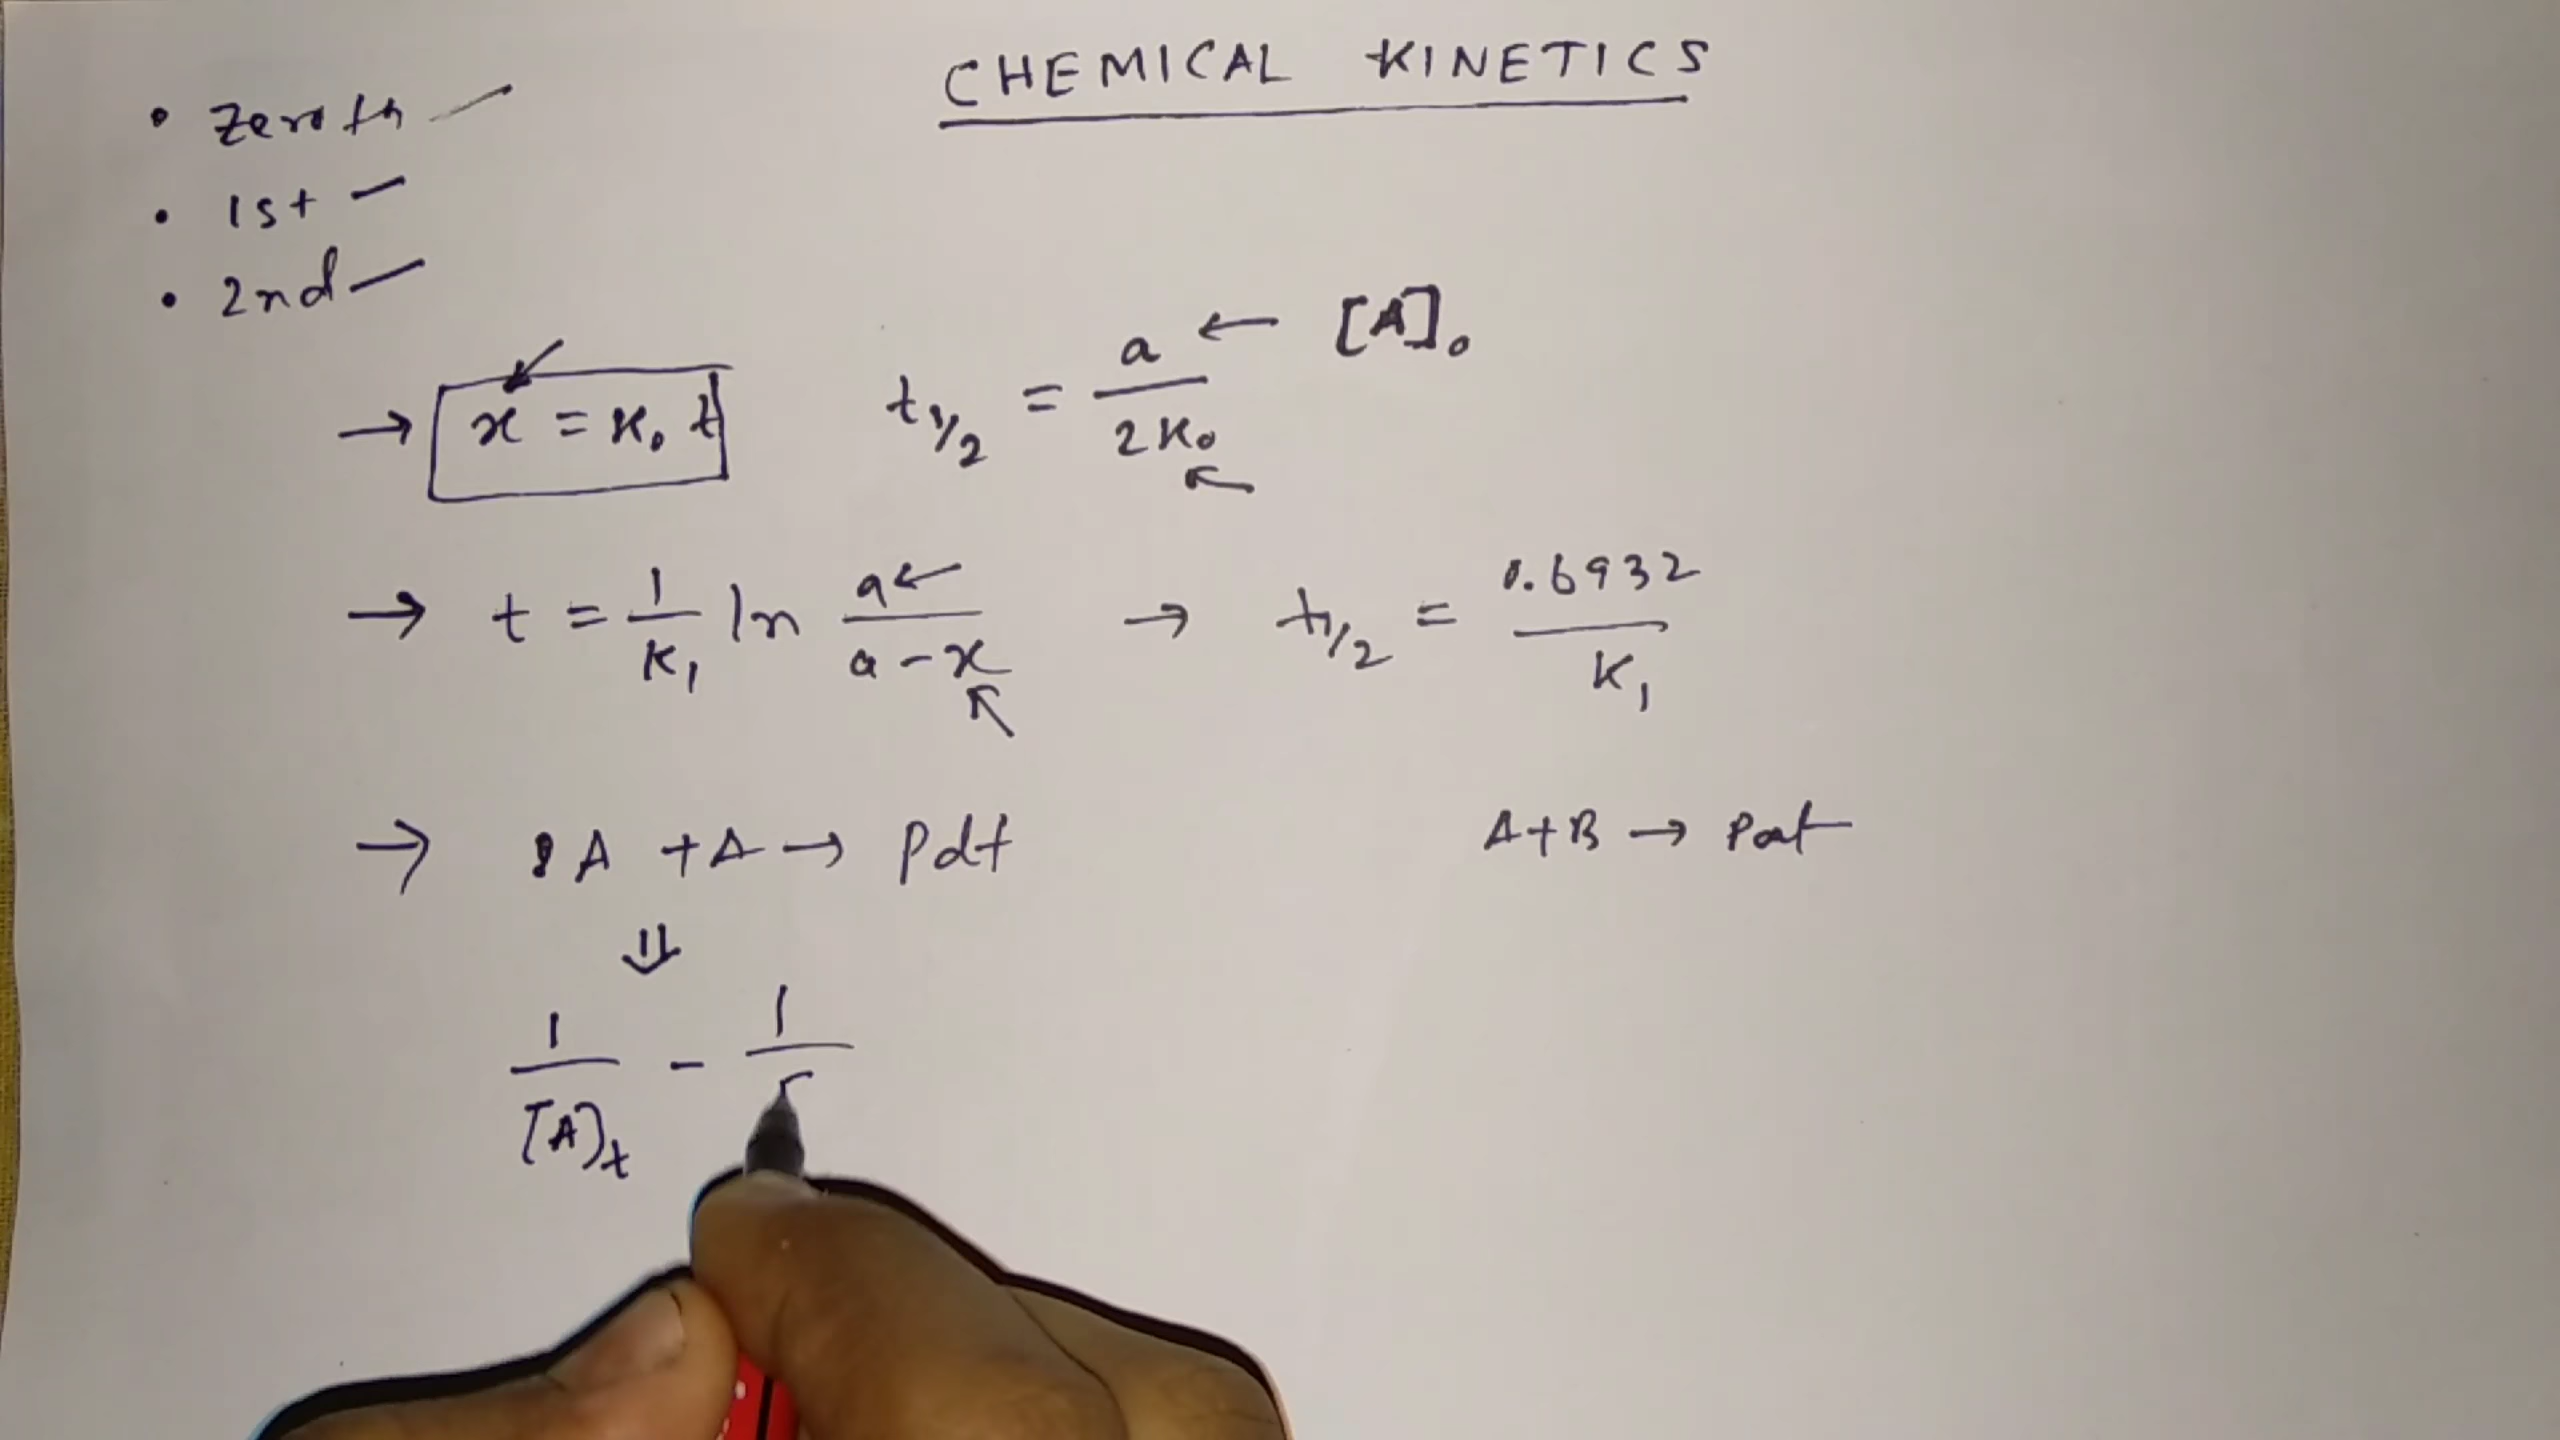 CHEMICAL KINETICS
• Zeroth
• 1st –
• 2nd –
→ x = K₀ t t1/2 = a/2K₀ ← [A]₀
→ t = 1/K₁ ln a/a-x → t1/2 = 0.6932/K₁
→ A + A → Pdt A+B → Pdt
⇓
1/[A]t - 1/[